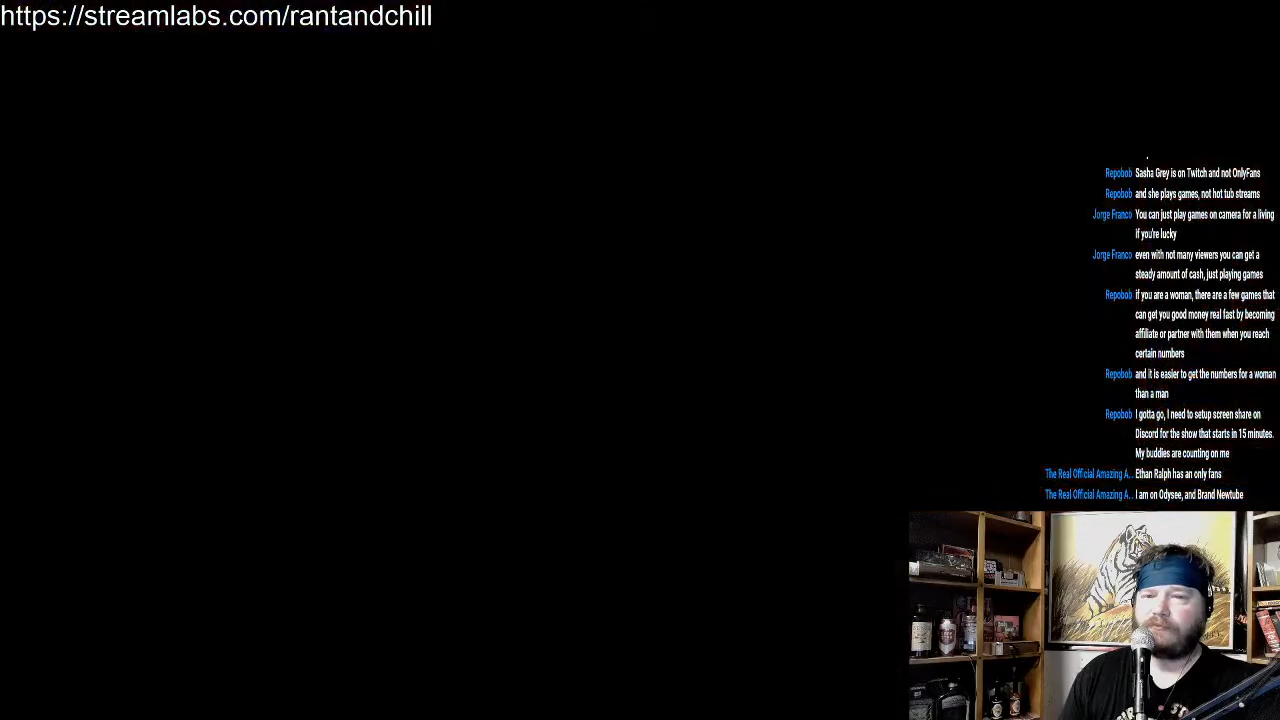 https://streamlabs.com/rantandchill
Repobob Sasha Grey is on Twitch and not OnlyFans
Repobob and she plays games, not hot tub streams
Jorge Franco You can just play games on camera for a living
if you're lucky
Jorge Franco even with not many viewers you can get a
steady amount of cash, just playing games
Repobob if you are a woman, there are a few games that
can get you good money real fast by becoming
affiliate or partner with them when you reach
certain numbers
Repobob and it is easier to get the numbers for a woman
than a man
Repobob I gotta go, I need to setup screen share on
Discord for the show that starts in 15 minutes.
My buddies are counting on me
The Real Official Amazing A.. Ethan Ralph has an only fans
The Real Official Amazing A.. I am on Odysee, and Brand Newtube